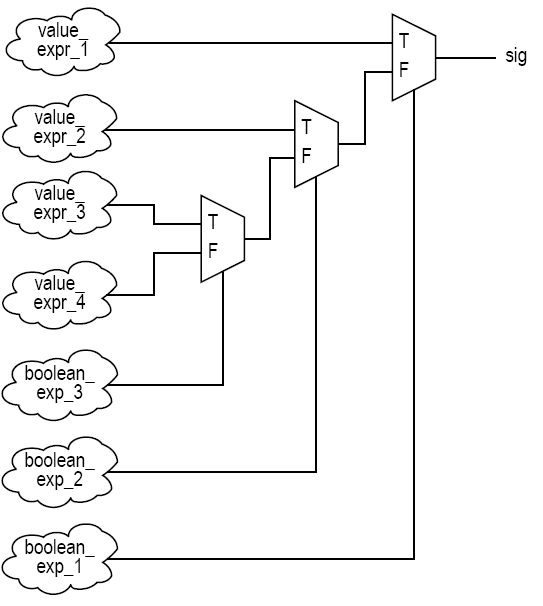 value_
expr_1
T
F
sig
value_
expr_2
T
F
value_
expr_3
T
F
value_
expr_4
boolean_
exp_3
boolean_
exp_2
boolean_
exp_1